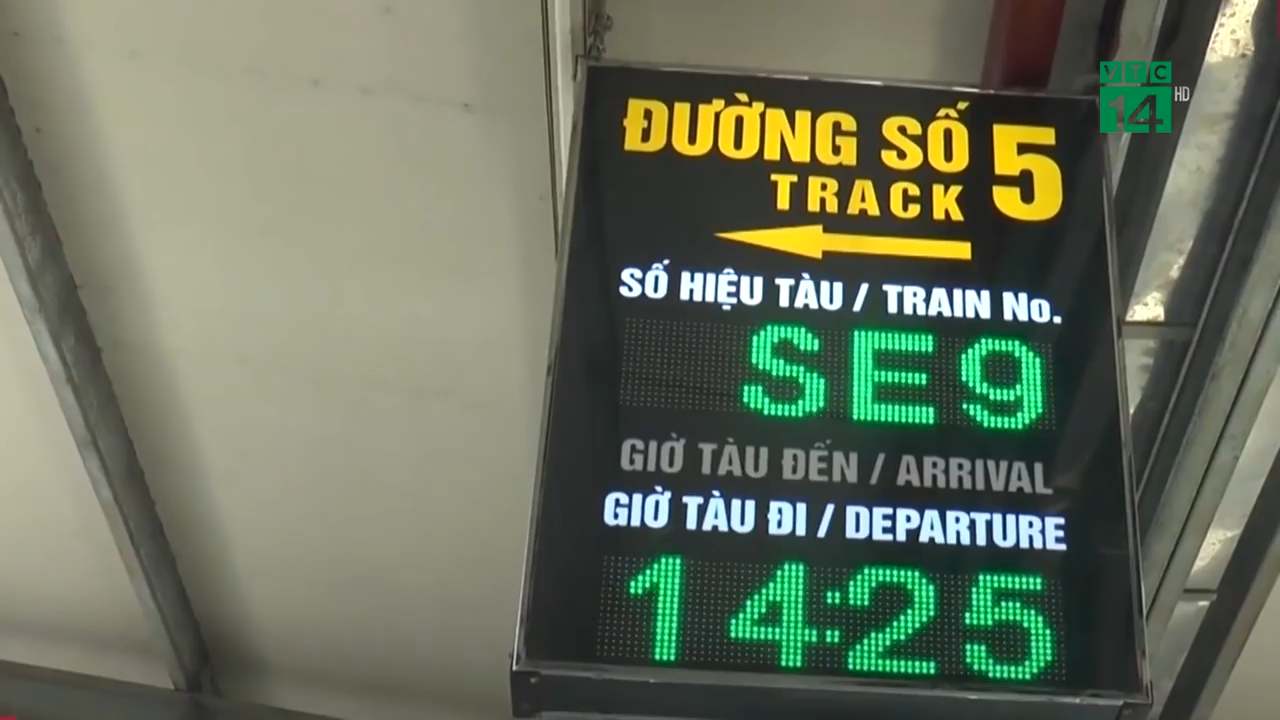 VTC
14 HD
ĐƯỜNG SỐ 5
TRACK
SỐ HIỆU TÀU / TRAIN No.
SE9
GIỜ TÀU ĐẾN / ARRIVAL
GIỜ TÀU ĐI / DEPARTURE
14:25